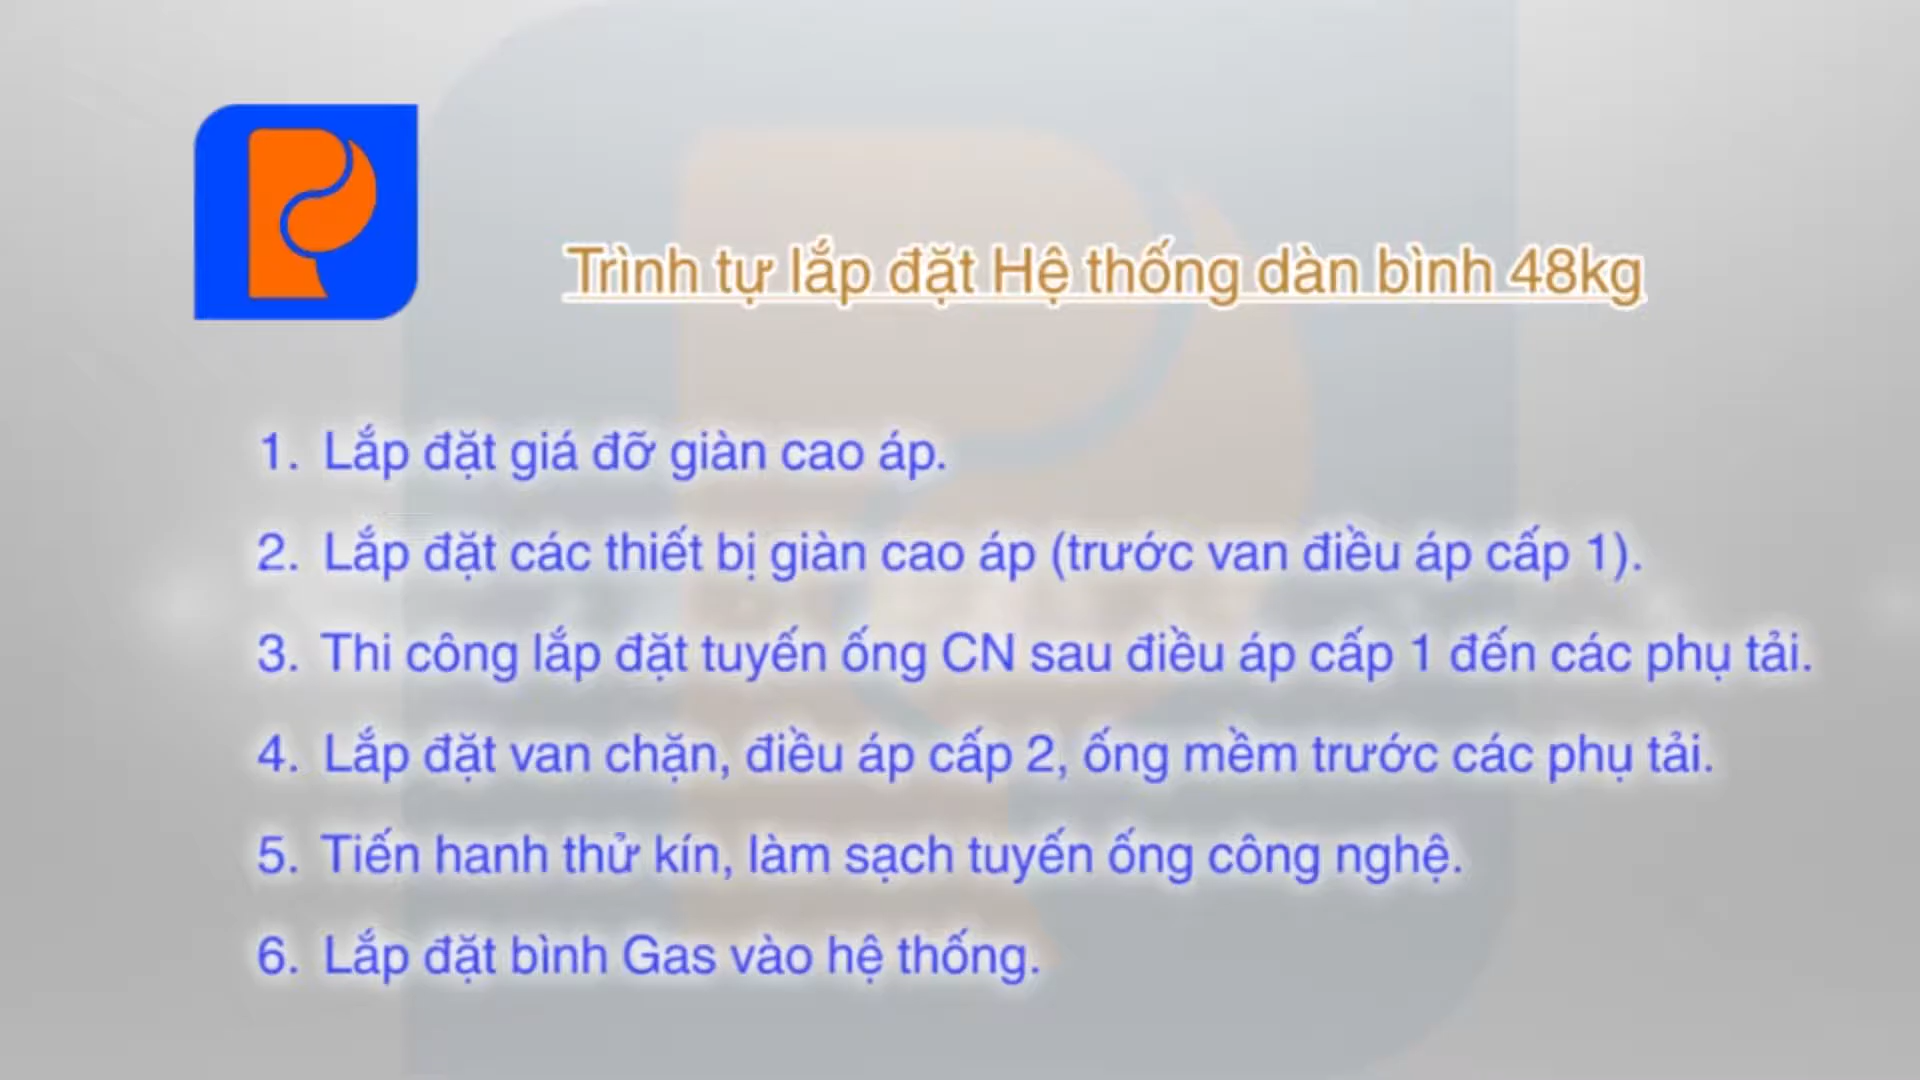 Trình tự lắp đặt Hệ thống dàn bình 48kg
1. Lắp đặt giá đỡ giàn cao áp.
2. Lắp đặt các thiết bị giàn cao áp (trước van điều áp cấp 1).
3. Thi công lắp đặt tuyến ống CN sau điều áp cấp 1 đến các phụ tải.
4. Lắp đặt van chặn, điều áp cấp 2, ống mềm trước các phụ tải.
5. Tiến hanh thử kín, làm sạch tuyến ống công nghệ.
6. Lắp đặt bình Gas vào hệ thống.